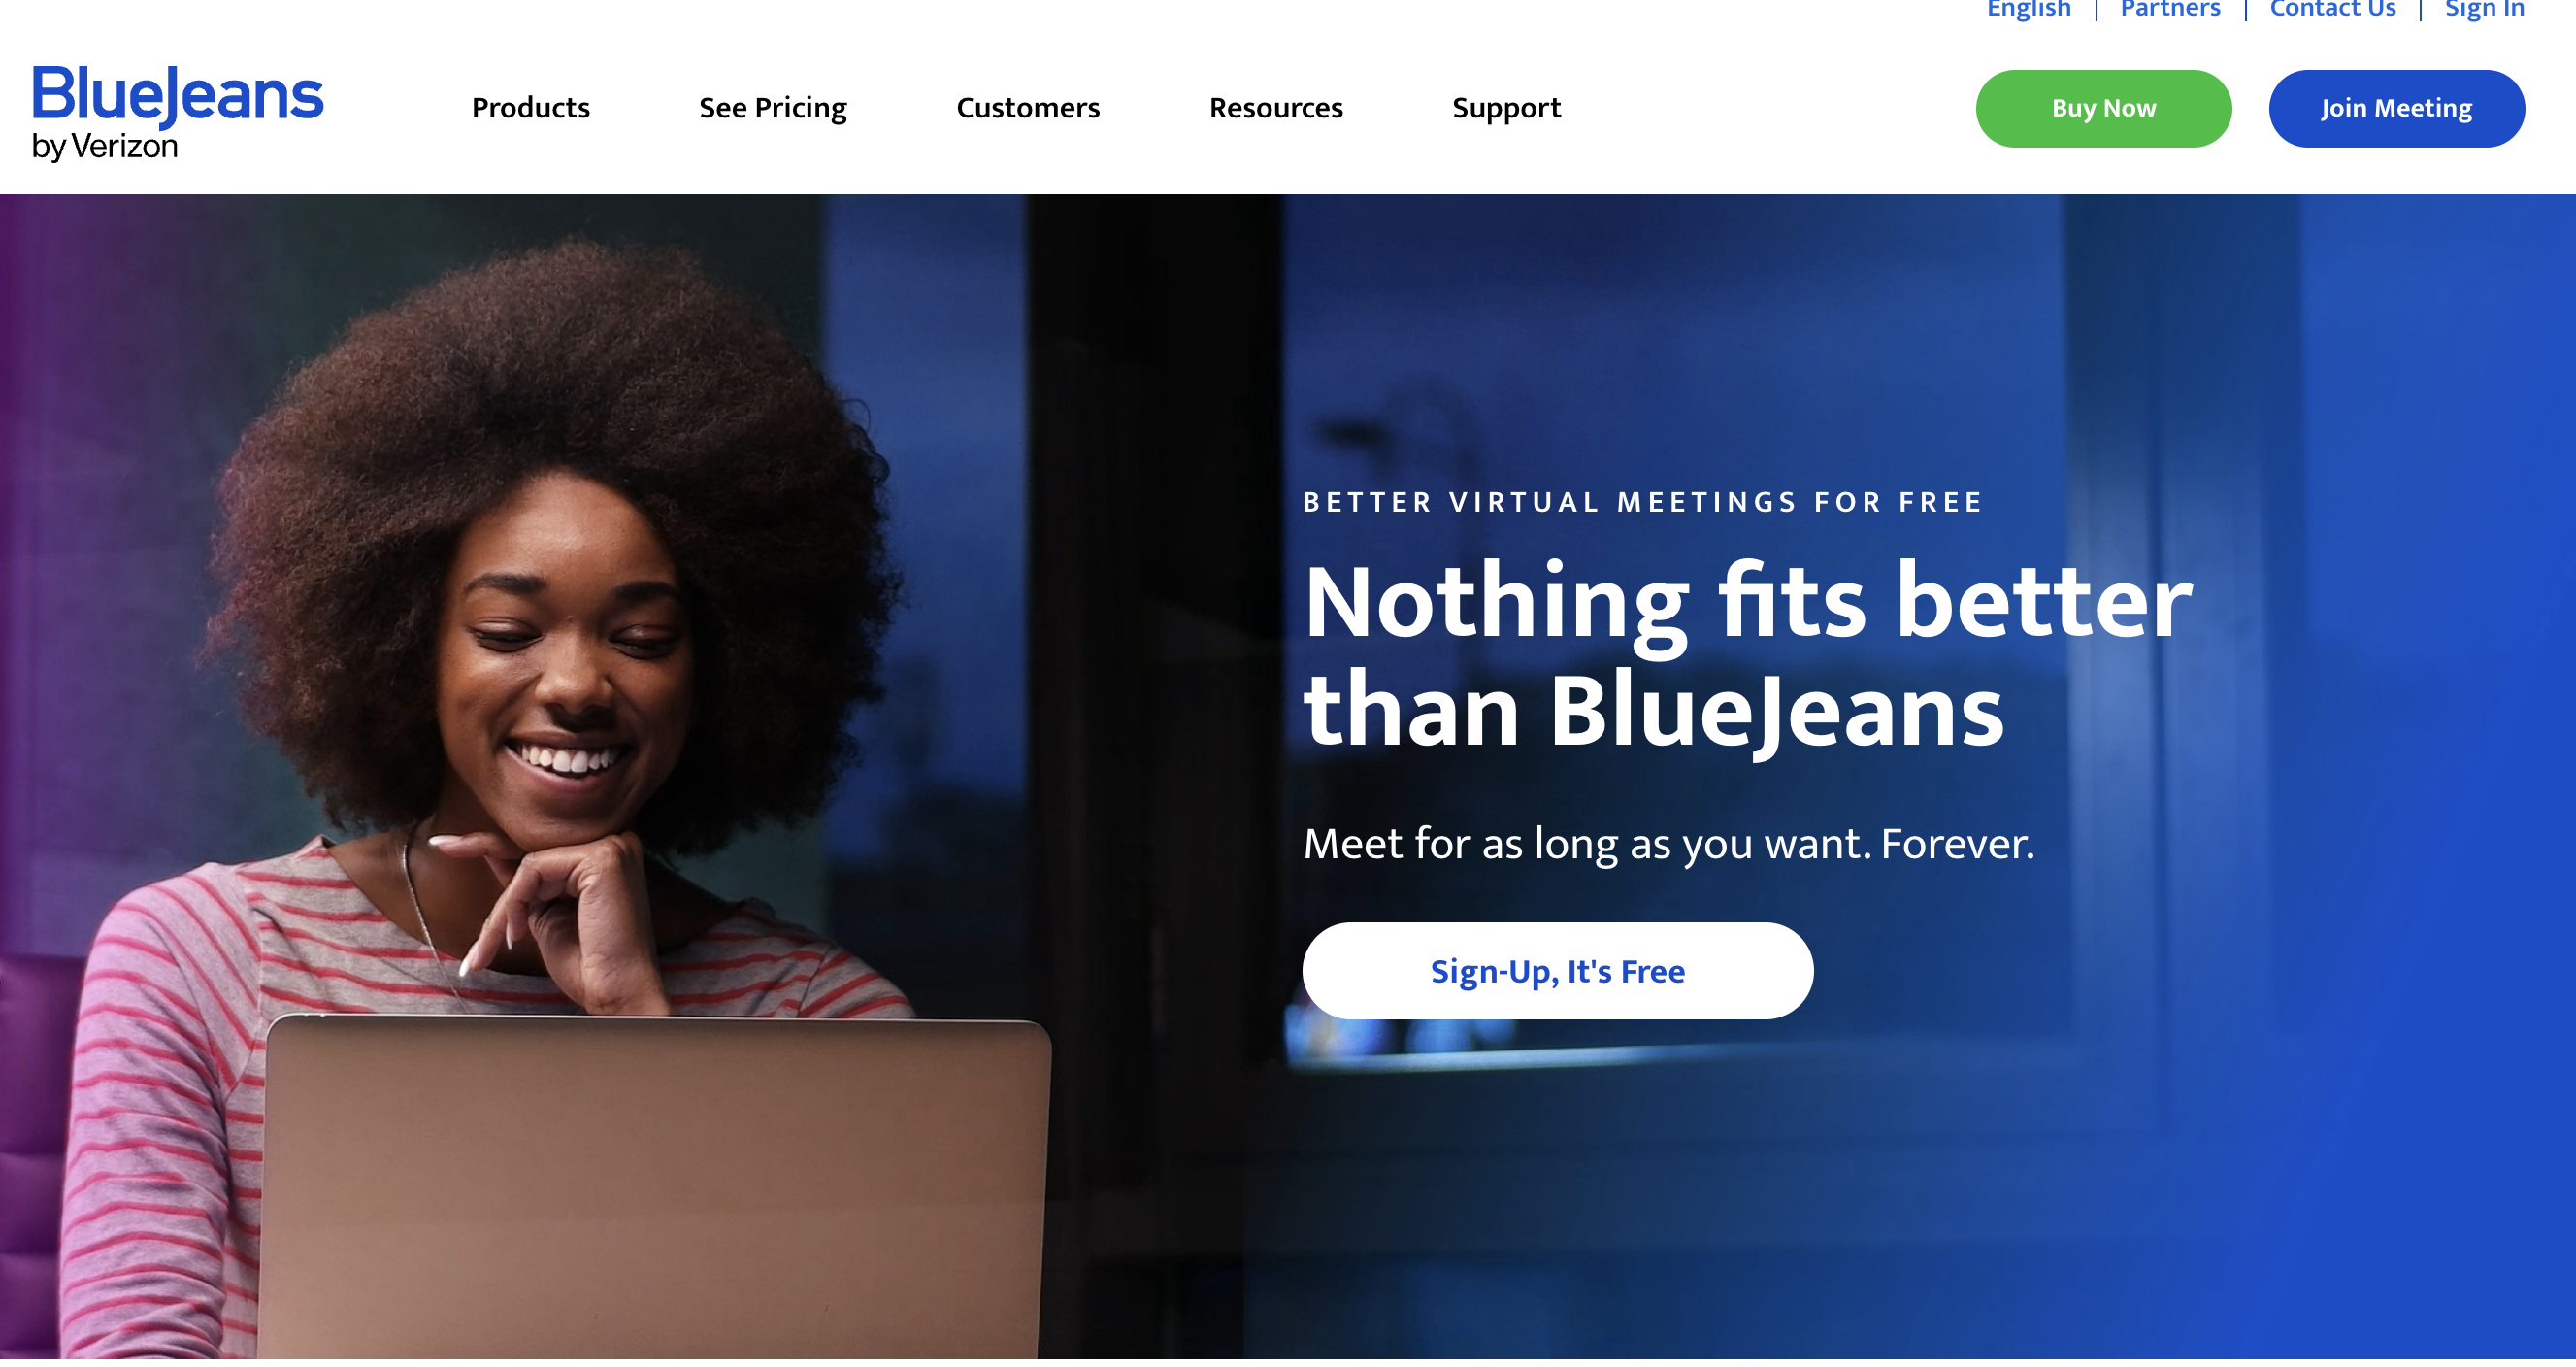 English | Partners | Contact Us | Sign In
BlueJeans
by Verizon
Products See Pricing Customers Resources Support Buy Now Join Meeting
BETTER VIRTUAL MEETINGS FOR FREE
Nothing fits better
than BlueJeans
Meet for as long as you want. Forever.
Sign-Up, It's Free